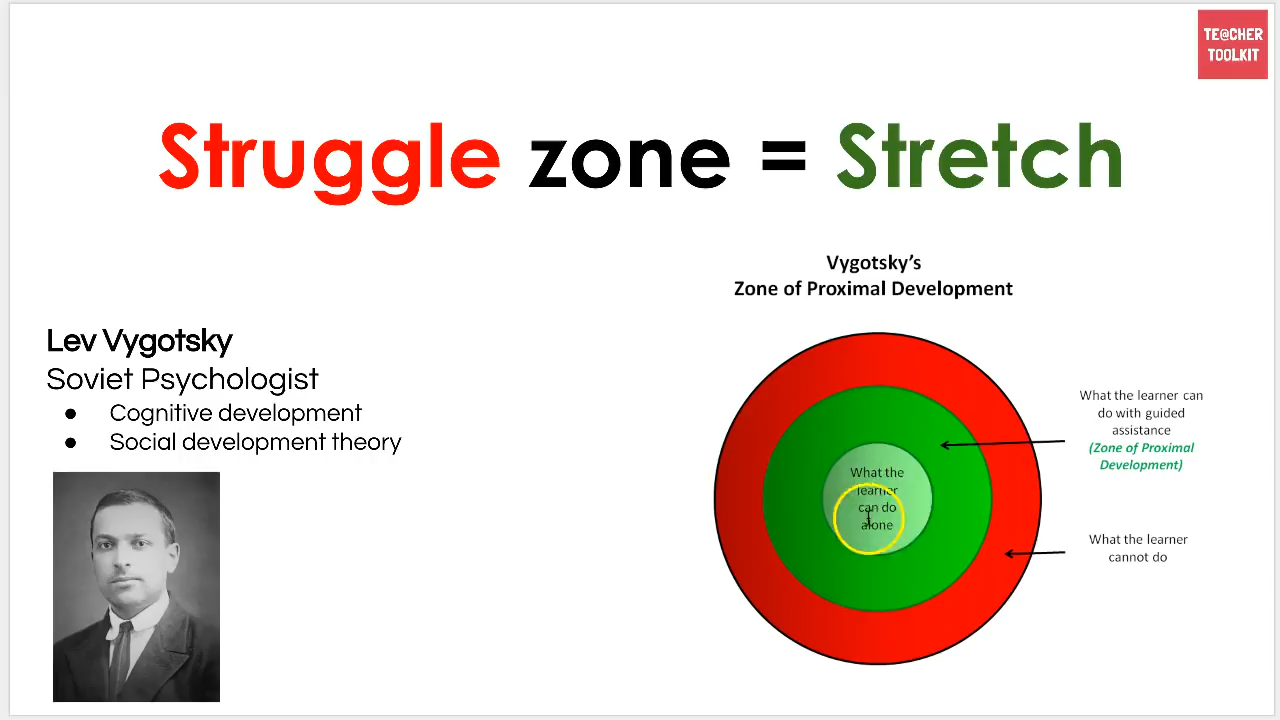 TE@CHER
TOOLKIT
Struggle zone = Stretch
Vygotsky's
Zone of Proximal Development
Lev Vygotsky
Soviet Psychologist
● Cognitive development
● Social development theory
What the learner can
do with guided
assistance
(Zone of Proximal
Development)
What the
learner
can do
alone
What the learner
cannot do